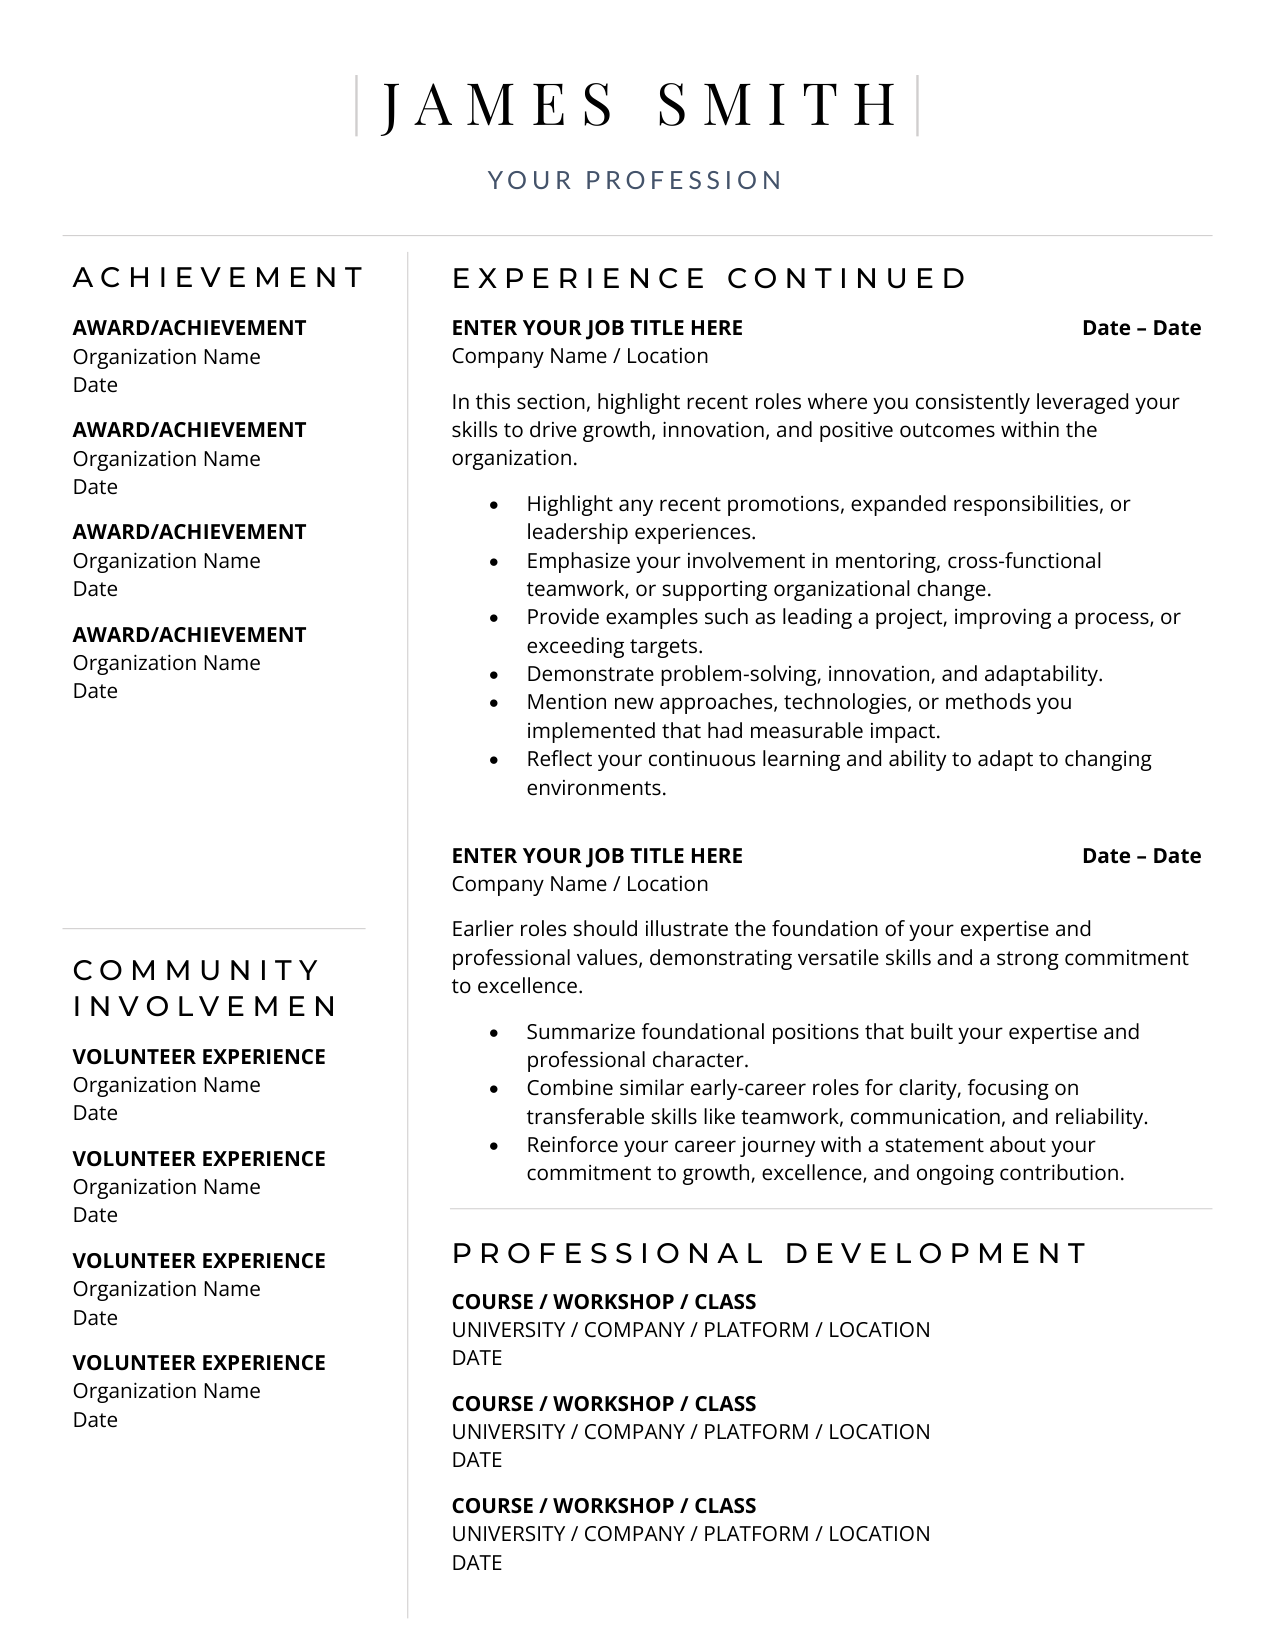 JAMES SMITH
YOUR PROFESSION
ACHIEVEMENT
AWARD/ACHIEVEMENT
Organization Name
Date
AWARD/ACHIEVEMENT
Organization Name
Date
AWARD/ACHIEVEMENT
Organization Name
Date
AWARD/ACHIEVEMENT
Organization Name
Date
COMMUNITY
INVOLVEMEN
VOLUNTEER EXPERIENCE
Organization Name
Date
VOLUNTEER EXPERIENCE
Organization Name
Date
VOLUNTEER EXPERIENCE
Organization Name
Date
VOLUNTEER EXPERIENCE
Organization Name
Date
EXPERIENCE CONTINUED
ENTER YOUR JOB TITLE HERE Date – Date
Company Name / Location
In this section, highlight recent roles where you consistently leveraged your
skills to drive growth, innovation, and positive outcomes within the
organization.
• Highlight any recent promotions, expanded responsibilities, or
leadership experiences.
• Emphasize your involvement in mentoring, cross-functional
teamwork, or supporting organizational change.
• Provide examples such as leading a project, improving a process, or
exceeding targets.
• Demonstrate problem-solving, innovation, and adaptability.
• Mention new approaches, technologies, or methods you
implemented that had measurable impact.
• Reflect your continuous learning and ability to adapt to changing
environments.
ENTER YOUR JOB TITLE HERE Date – Date
Company Name / Location
Earlier roles should illustrate the foundation of your expertise and
professional values, demonstrating versatile skills and a strong commitment
to excellence.
• Summarize foundational positions that built your expertise and
professional character.
• Combine similar early-career roles for clarity, focusing on
transferable skills like teamwork, communication, and reliability.
• Reinforce your career journey with a statement about your
commitment to growth, excellence, and ongoing contribution.
PROFESSIONAL DEVELOPMENT
COURSE / WORKSHOP / CLASS
UNIVERSITY / COMPANY / PLATFORM / LOCATION
DATE
COURSE / WORKSHOP / CLASS
UNIVERSITY / COMPANY / PLATFORM / LOCATION
DATE
COURSE / WORKSHOP / CLASS
UNIVERSITY / COMPANY / PLATFORM / LOCATION
DATE